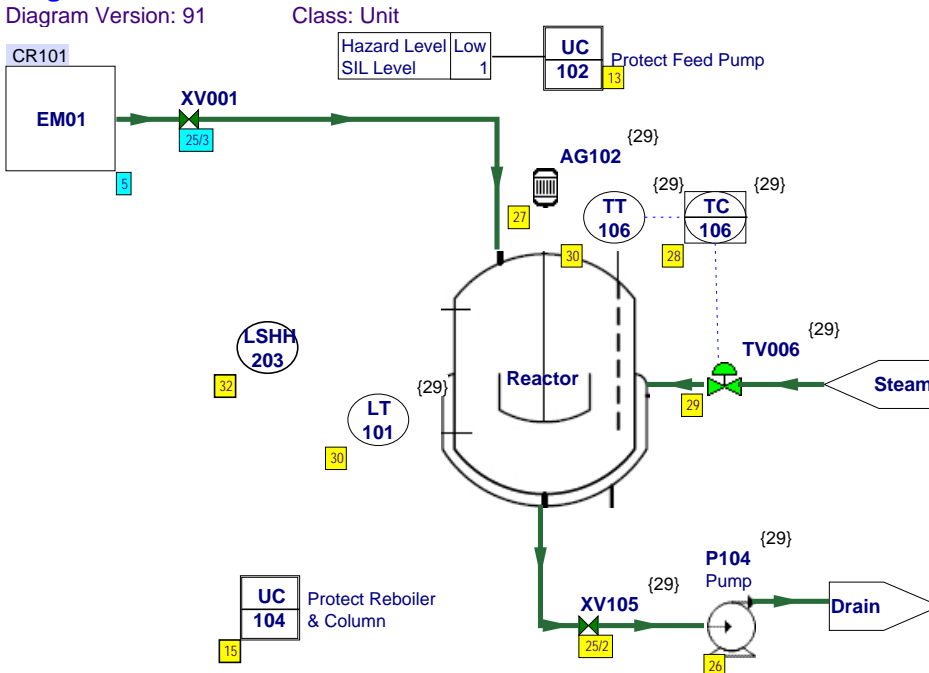 Diagram Version: 91
Class: Unit
CR101
EM01
5
XV001
25/3
Hazard Level Low
SIL Level 1
UC
102
13
Protect Feed Pump
AG102
{29}
27
TT
106
{29}
30
TC
106
{29}
28
LSHH
203
32
LT
101
{29}
30
Reactor
TV006
{29}
29
Steam
UC
104
15
Protect Reboiler
& Column
XV105
{29}
25/2
P104
Pump
{29}
26
Drain